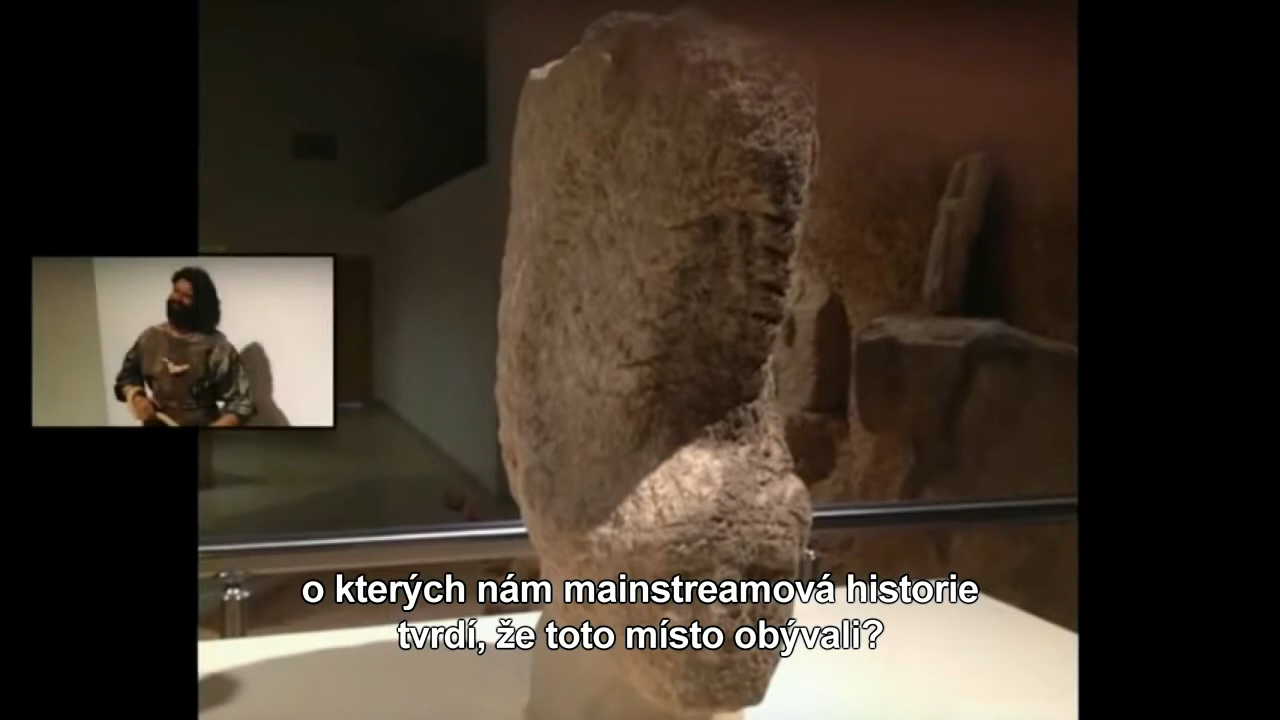 o kterých nám mainstreamová historie
tvrdí, že toto místo obývali?